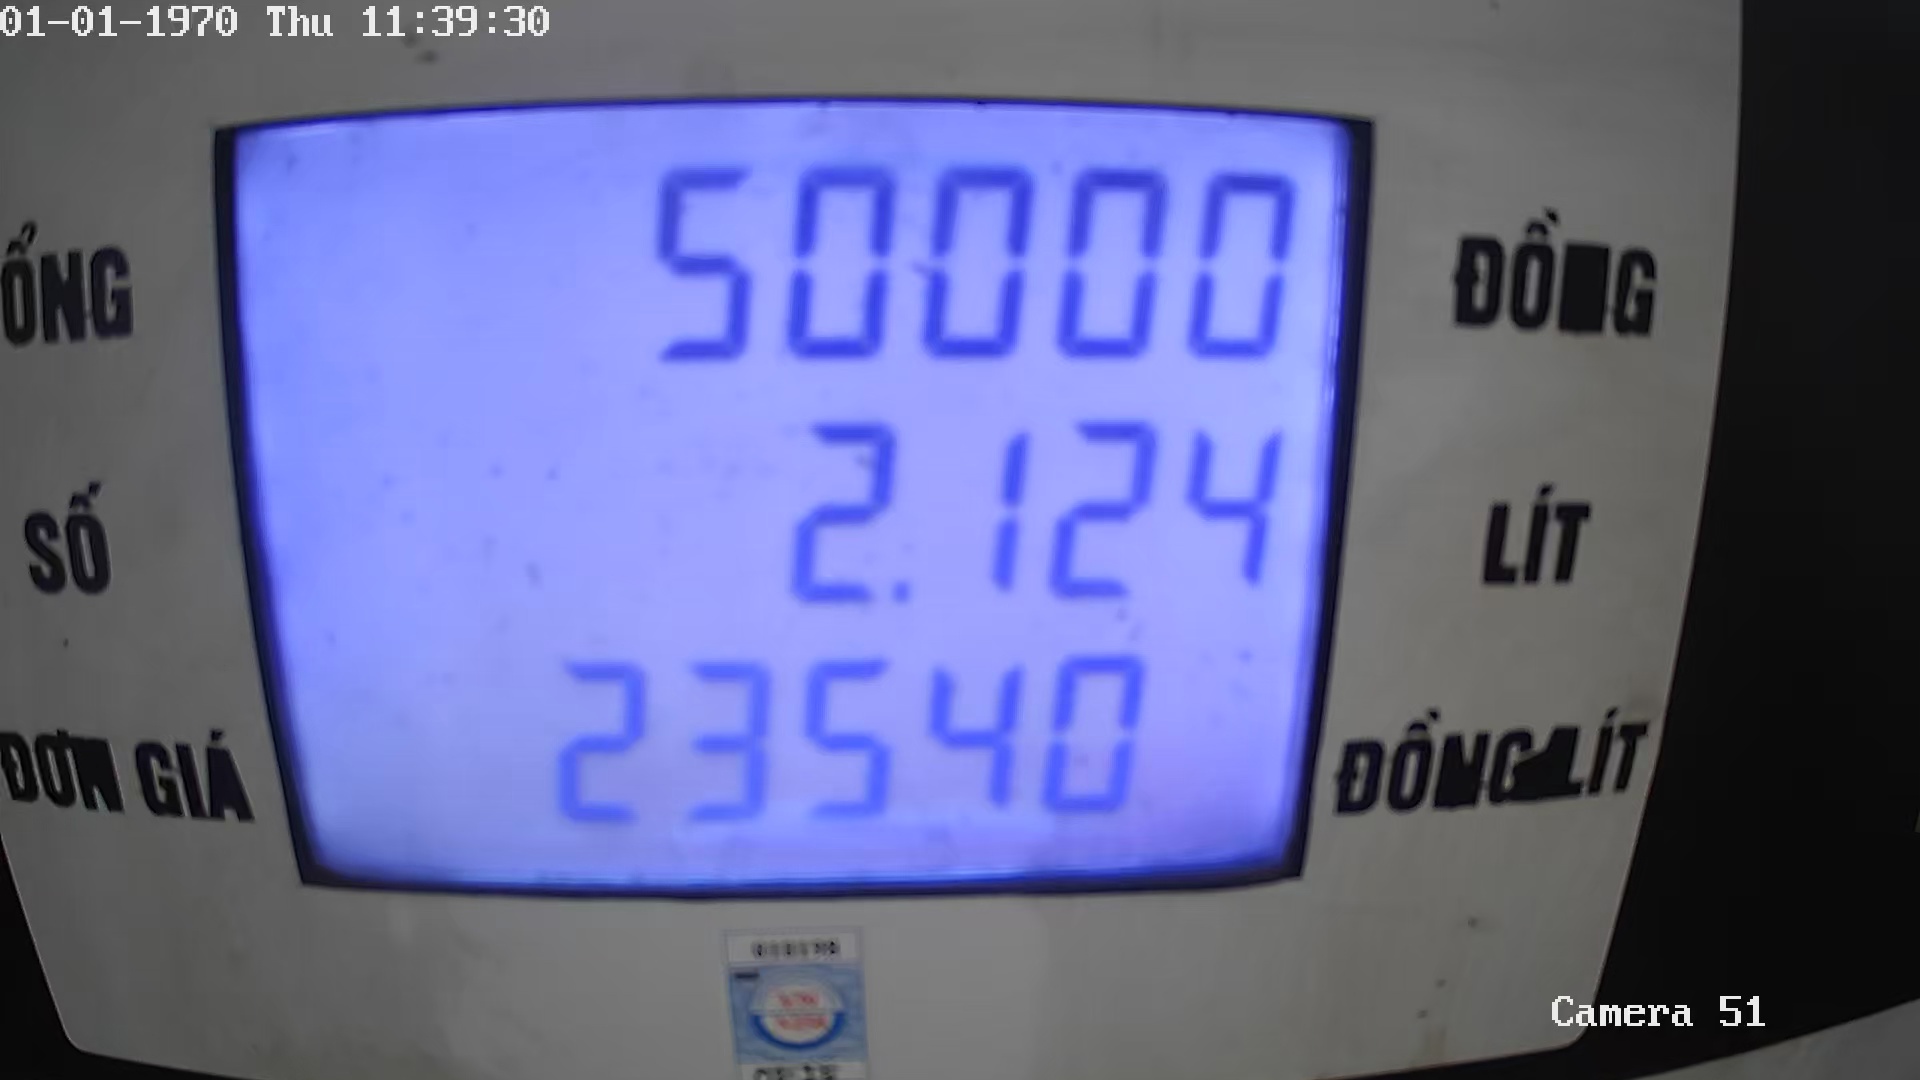 01-01-1970 Thu 11:39:30
ỔNG 50000 ĐỒNG
SỐ 2.124 LÍT
ĐƠN GIÁ 23540 ĐỒNG/LÍT
Camera 51